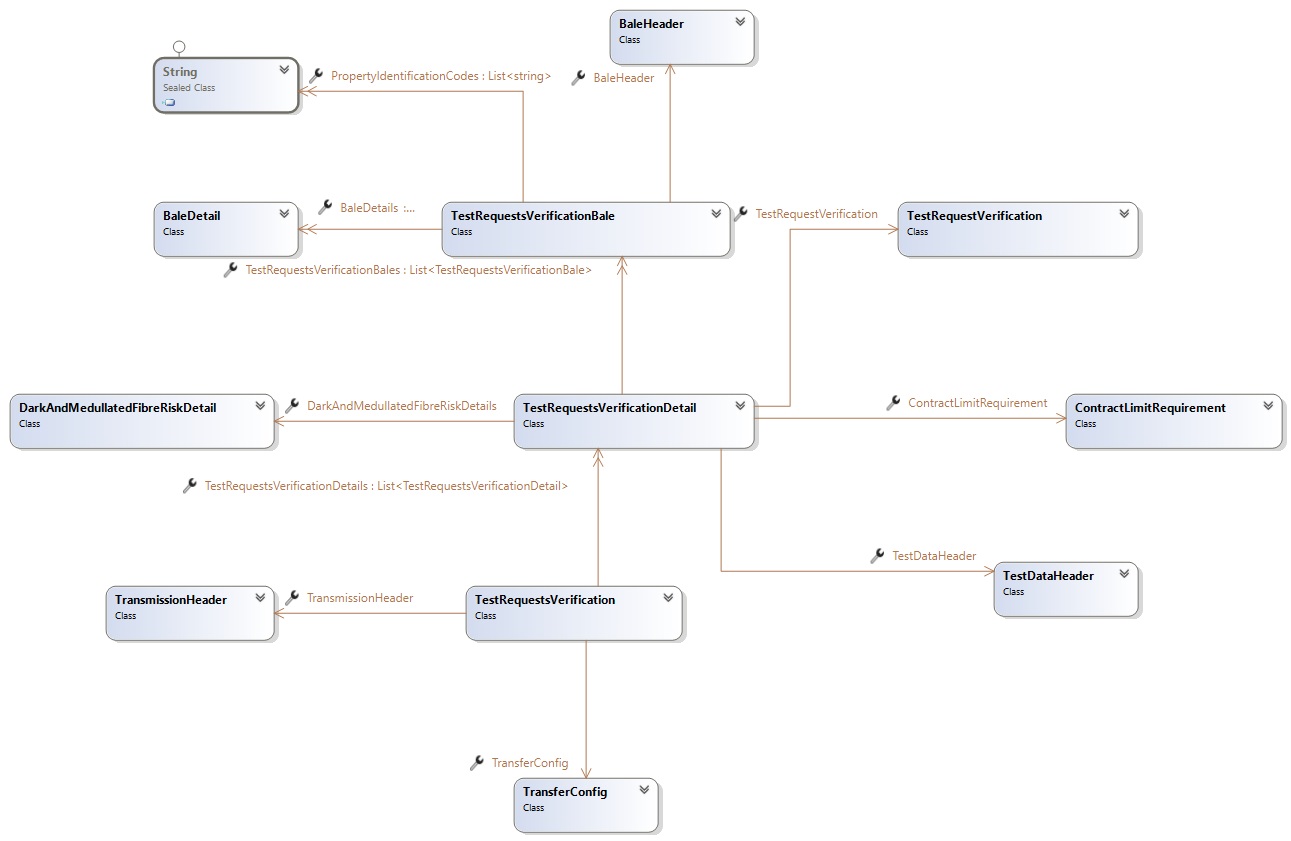 BaleHeader
Class
String
Sealed Class
PropertyIdentificationCodes : List<string>
BaleHeader
BaleDetail
Class
BaleDetails :...
TestRequestsVerificationBale
Class
TestRequestVerification
TestRequestVerification
Class
TestRequestsVerificationBales : List<TestRequestsVerificationBale>
DarkAndMedullatedFibreRiskDetail
Class
DarkAndMedullatedFibreRiskDetails
TestRequestsVerificationDetail
Class
ContractLimitRequirement
ContractLimitRequirement
Class
TestRequestsVerificationDetails : List<TestRequestsVerificationDetail>
TestDataHeader
TestDataHeader
Class
TransmissionHeader
Class
TransmissionHeader
TestRequestsVerification
Class
TransferConfig
TransferConfig
Class